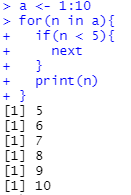 > a <- 1:10
> for(n in a){
+   if(n < 5){
+     next
+   }
+   print(n)
+ }
[1] 5
[1] 6
[1] 7
[1] 8
[1] 9
[1] 10